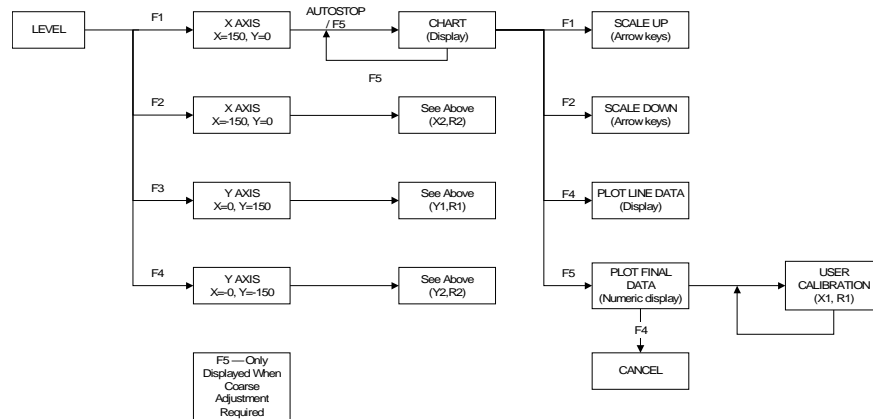 LEVEL
F1
X AXIS
X=150, Y=0
AUTOSTOP
/ F5
CHART
(Display)
F5
F1
SCALE UP
(Arrow keys)
F2
X AXIS
X=-150, Y=0
See Above
(X2,R2)
F2
SCALE DOWN
(Arrow keys)
F3
Y AXIS
X=0, Y=150
See Above
(Y1,R1)
F4
PLOT LINE DATA
(Display)
F4
Y AXIS
X=-0, Y=-150
See Above
(Y2,R2)
F5
PLOT FINAL
DATA
(Numeric display)
USER
CALIBRATION
(X1, R1)
F4
CANCEL
F5 — Only
Displayed When
Coarse
Adjustment
Required